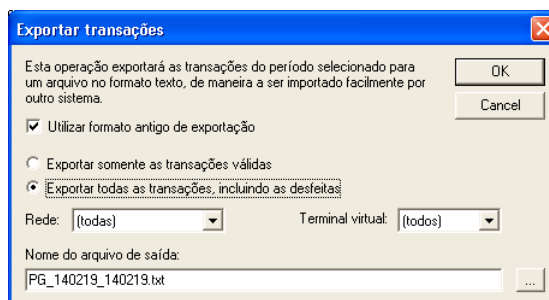 Exportar transações
Esta operação exportará as transações do período selecionado para
um arquivo no formato texto, de maneira a ser importado facilmente por
outro sistema.
OK
Cancel
Utilizar formato antigo de exportação
Exportar somente as transações válidas
Exportar todas as transações, incluindo as desfeitas
Rede: (todas) Terminal virtual: (todos)
Nome do arquivo de saída:
PG_140219_140219.txt ...